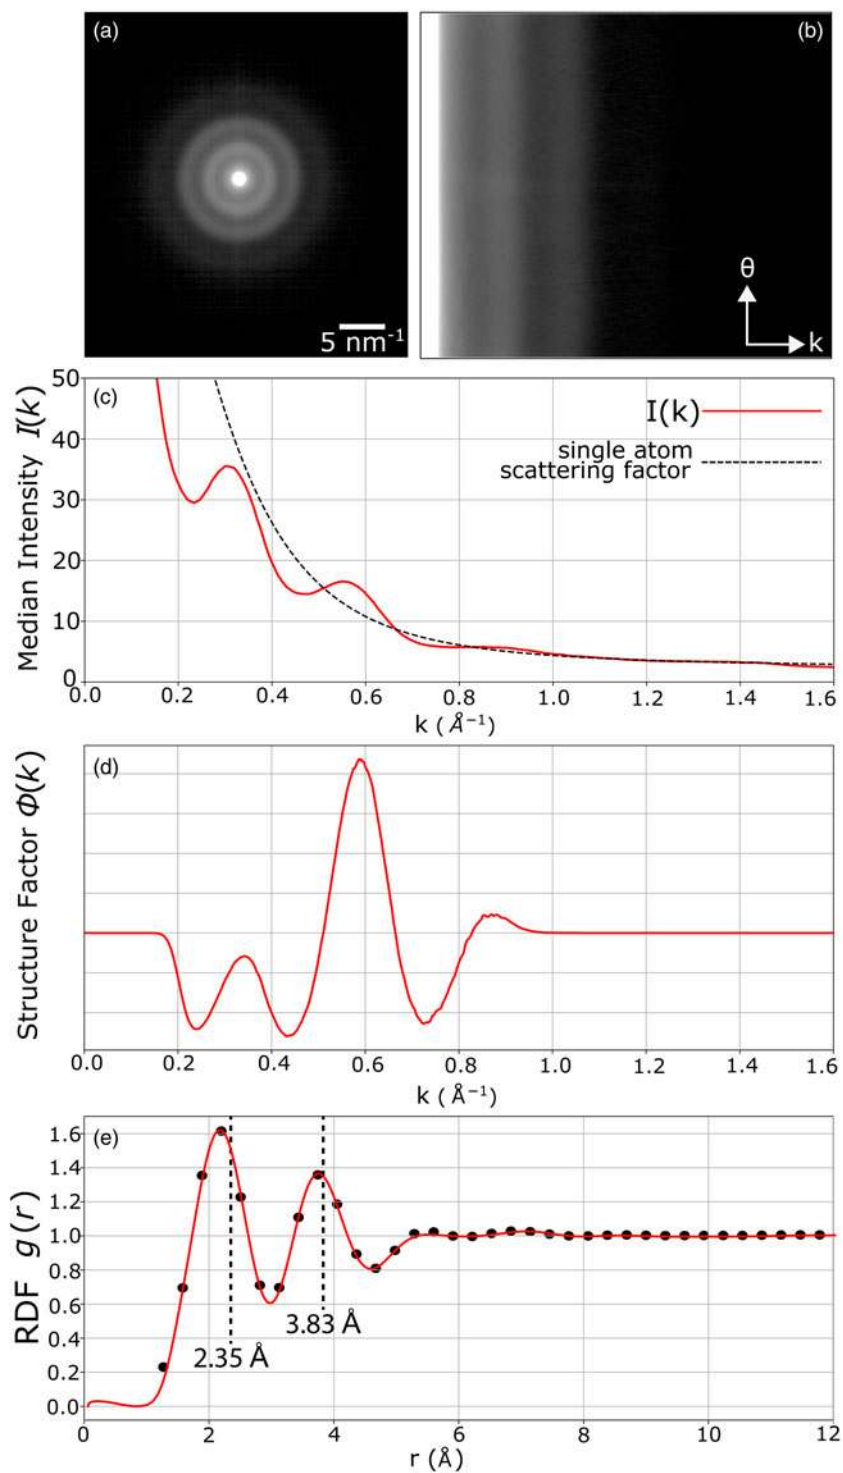 (a)
(b)
5 nm⁻¹
θ
k
(c)
50
40
30
20
10
0
Median Intensity I(k)
I(k)
single atom
scattering factor
0.0 0.2 0.4 0.6 0.8 1.0 1.2 1.4 1.6
k ( Å⁻¹)
(d)
Structure Factor Φ(k)
0.0 0.2 0.4 0.6 0.8 1.0 1.2 1.4 1.6
k ( Å⁻¹)
(e)
1.6
1.4
1.2
1.0
0.8
0.6
0.4
0.2
0.0
RDF g(r)
3.83 Å
2.35 Å
0 2 4 6 8 10 12
r (Å)